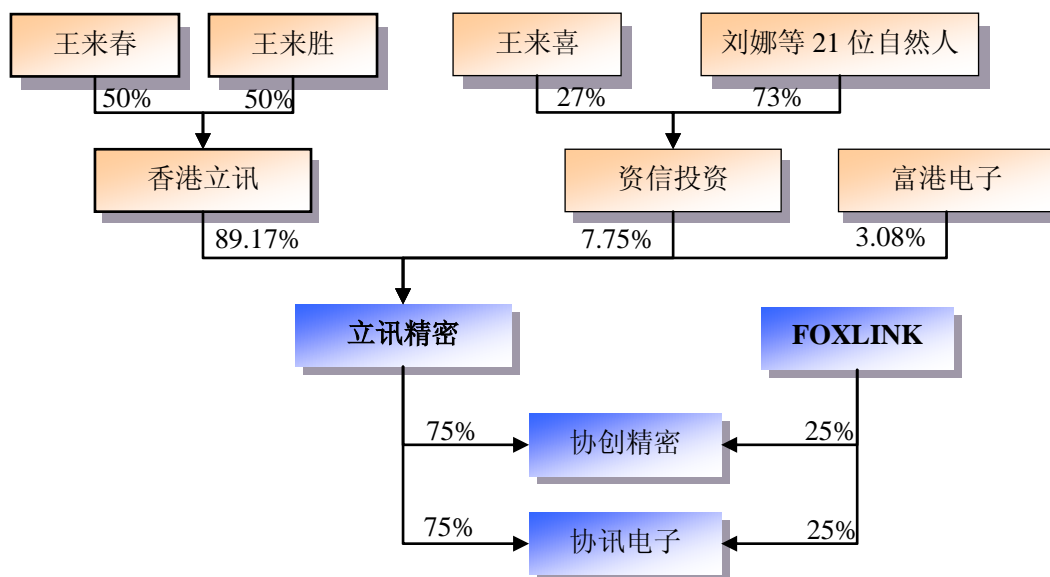 王来春
王来胜
王来喜
刘娜等 21 位自然人
50%
50%
27%
73%
香港立讯
资信投资
富港电子
89.17%
7.75%
3.08%
立讯精密
FOXLINK
75%
协创精密
25%
75%
协讯电子
25%